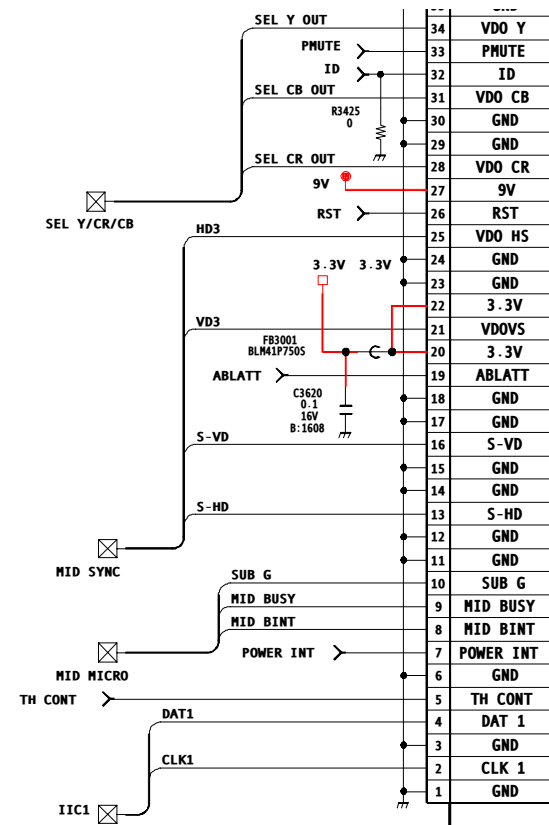 SEL Y OUT
34 VDO Y
PMUTE 33 PMUTE
ID 32 ID
SEL CB OUT 31 VDO CB
R3425
0
30 GND
29 GND
SEL CR OUT 28 VDO CR
9V 27 9V
SEL Y/CR/CB
RST 26 RST
HD3 25 VDO HS
24 GND
3.3V 3.3V
23 GND
22 3.3V
VD3 21 VDOVS
FB3001
BLM41P750S
20 3.3V
ABLATT 19 ABLATT
C3620
0.1
16V
B:1608
18 GND
17 GND
S-VD 16 S-VD
15 GND
14 GND
S-HD 13 S-HD
12 GND
11 GND
MID SYNC
SUB G 10 SUB G
MID BUSY 9 MID BUSY
MID BINT 8 MID BINT
POWER INT 7 POWER INT
MID MICRO
6 GND
TH CONT 5 TH CONT
DAT1 4 DAT 1
3 GND
CLK1 2 CLK 1
1 GND
IIC1